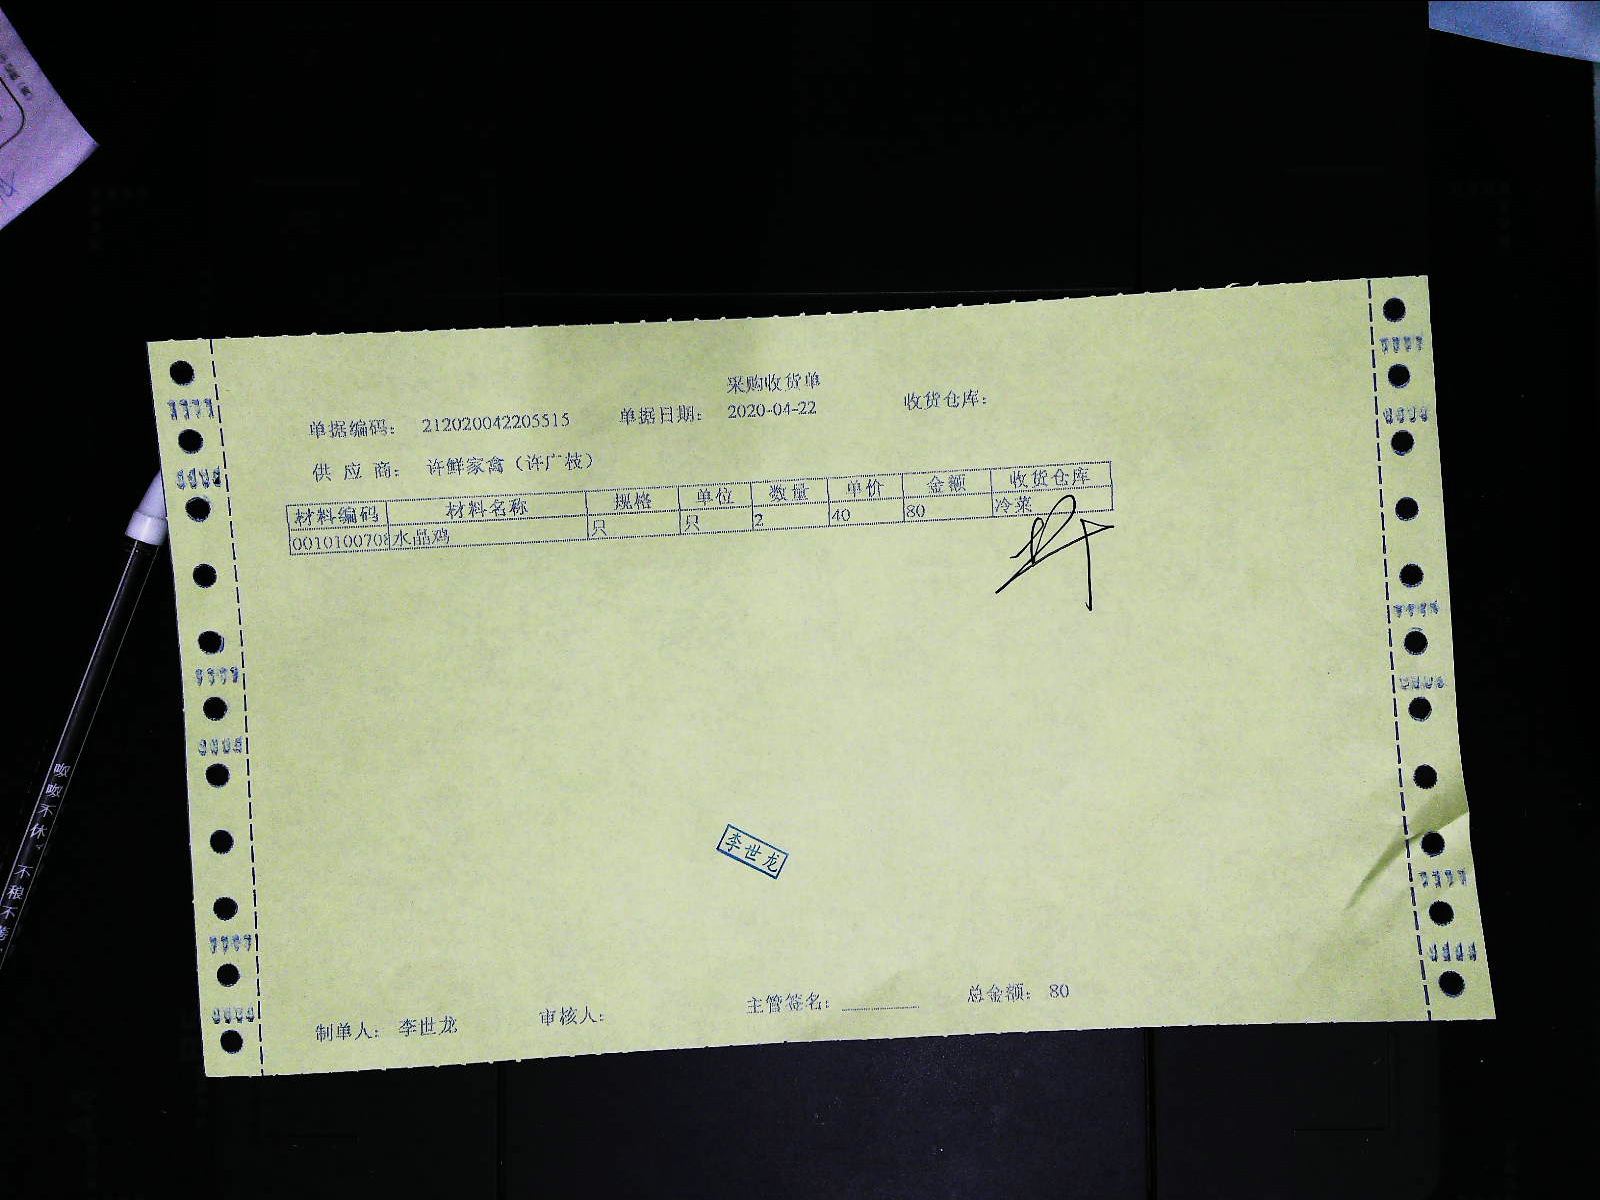 采购收货单
单据编码： 212020042205515 单据日期： 2020-04-22 收货仓库：
供 应 商： 许鲜家禽（许广枝）
材料编码 材料名称 规格 单位 数量 单价 金额 收货仓库
0010100708 水晶鸡 只 只 2 40 80 冷菜
李世龙
制单人： 李世龙 审核人： 主管签名： 总金额： 80